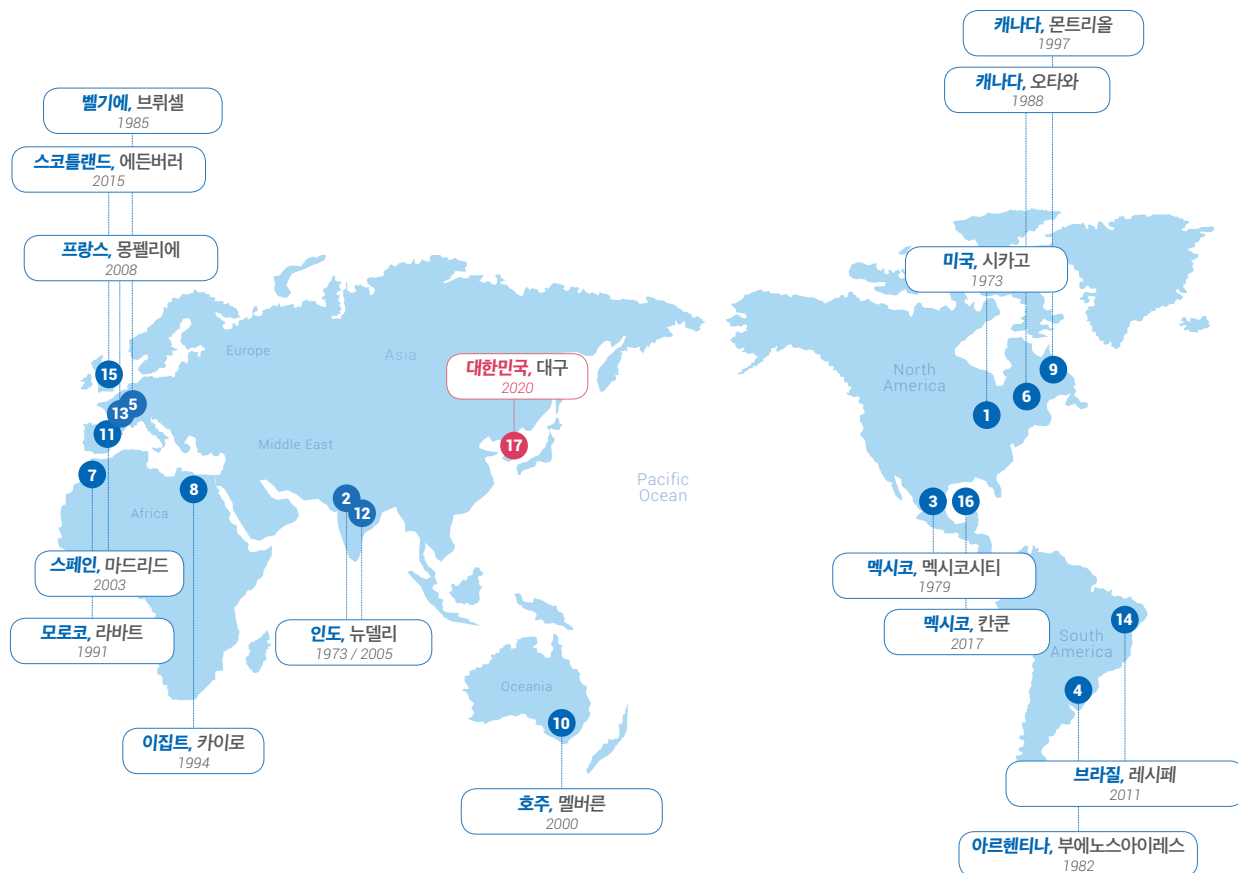 캐나다, 몬트리올
1997
캐나다, 오타와
1988
벨기에, 브뤼셀
1985
스코틀랜드, 에든버러
2015
프랑스, 몽펠리에
2008
미국, 시카고
1973
Europe
Asia
대한민국, 대구
2020
North
America
15
13
5
11
9
6
1
17
Middle East
7
8
2
12
Africa
Pacific
Ocean
3
16
스페인, 마드리드
2003
모로코, 라바트
1991
인도, 뉴델리
1973 / 2005
멕시코, 멕시코시티
1979
멕시코, 칸쿤
2017
14
South
America
4
Oceania
10
이집트, 카이로
1994
호주, 멜버른
2000
브라질, 레시페
2011
아르헨티나, 부에노스아이레스
1982